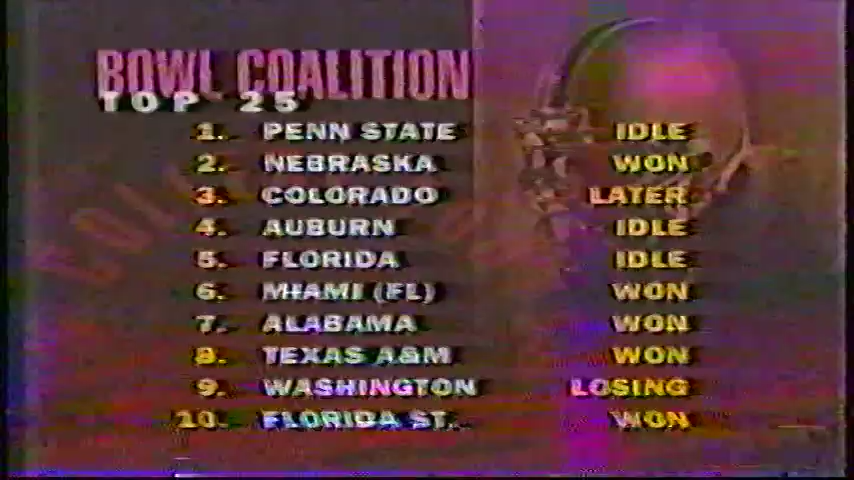 BOWL COALITION
TOP 25
1. PENN STATE IDLE
2. NEBRASKA WON
3. COLORADO LATER
4. AUBURN IDLE
5. FLORIDA IDLE
6. MIAMI (FL) WON
7. ALABAMA WON
8. TEXAS A&M WON
9. WASHINGTON LOSING
10. FLORIDA ST. WON